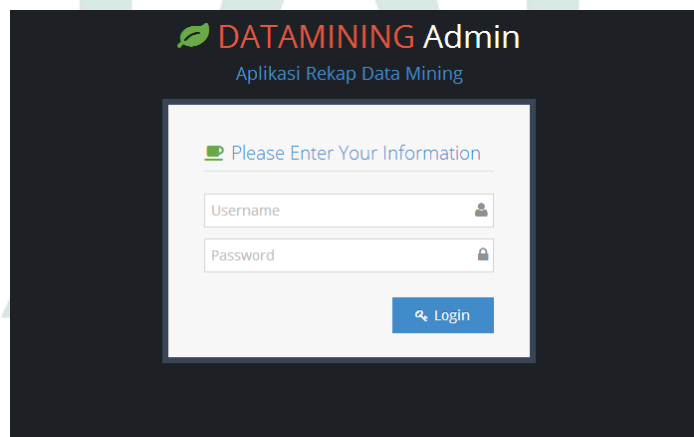 DATAMINING Admin
Aplikasi Rekap Data Mining
Please Enter Your Information
Username
Password
Login